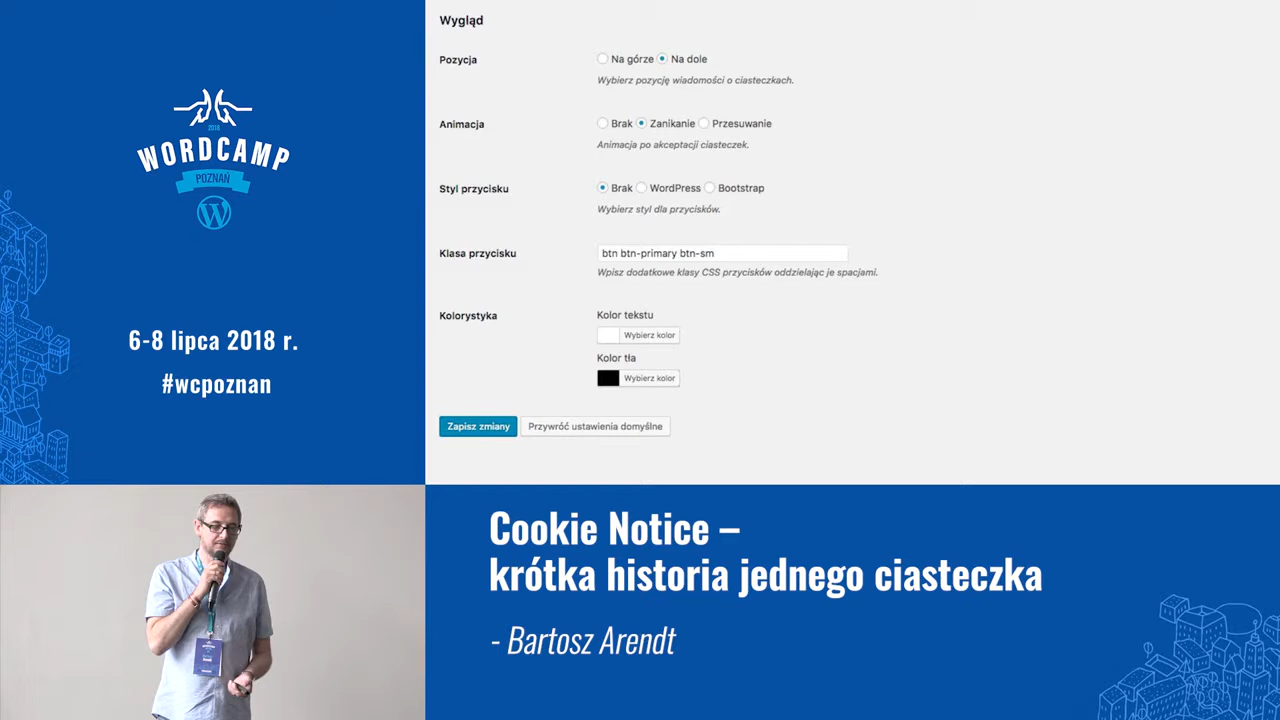 2018
WORDCAMP
POZNAŃ
6-8 lipca 2018 r.
#wcpoznan
Wygląd
Pozycja
Na górze Na dole
Wybierz pozycję wiadomości o ciasteczkach.
Animacja
Brak Zanikanie Przesuwanie
Animacja po akceptacji ciasteczek.
Styl przycisku
Brak WordPress Bootstrap
Wybierz styl dla przycisków.
Klasa przycisku
btn btn-primary btn-sm
Wpisz dodatkowe klasy CSS przycisków oddzielając je spacjami.
Kolorystyka
Kolor tekstu
Wybierz kolor
Kolor tła
Wybierz kolor
Zapisz zmiany Przywróć ustawienia domyślne
Cookie Notice –
krótka historia jednego ciasteczka
- Bartosz Arendt